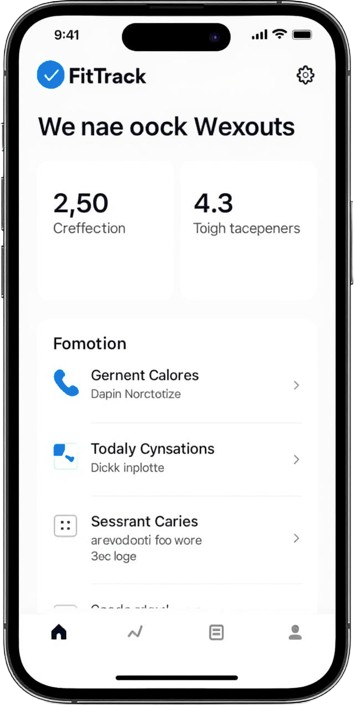 9:41
FitTrack
We nae oock Wexouts
2,50
Creffection
4.3
Toigh tacepeners
Fomotion
Gernent Calores
Dapin Norctotize
Todaly Cynsations
Dickk inplotte
Sessrant Caries
arevodonti foo wore
3ec loge